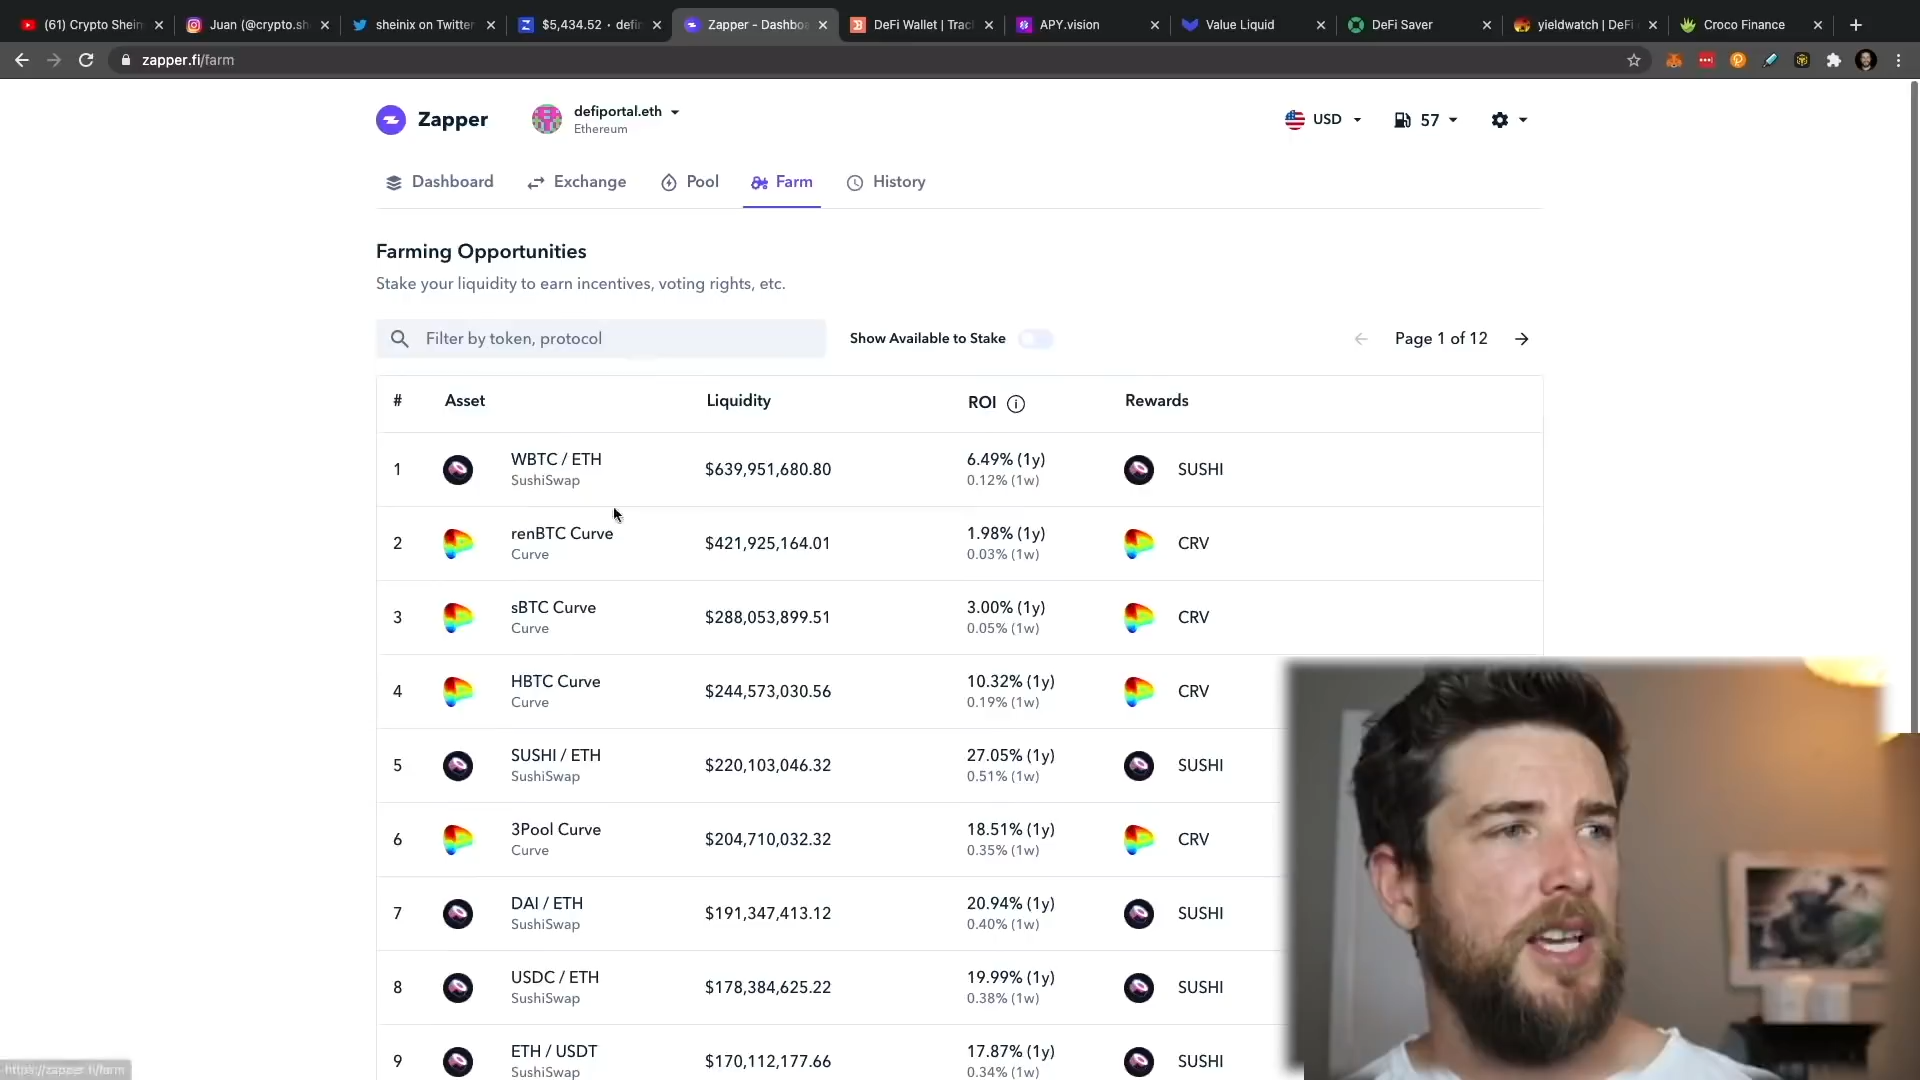 (61) Crypto Shein
Juan (@crypto.sh
sheinix on Twitter
$5,434.52 · defin
Zapper - Dashbo
DeFi Wallet | Trac
APY.vision
Value Liquid
DeFi Saver
yieldwatch | DeFi
Croco Finance
zapper.fi/farm
Zapper
defiportal.eth
Ethereum
USD
57
Dashboard
Exchange
Pool
Farm
History
Farming Opportunities
Stake your liquidity to earn incentives, voting rights, etc.
Filter by token, protocol
Show Available to Stake
Page 1 of 12
# Asset Liquidity ROI Rewards
1 WBTC / ETH $639,951,680.80 6.49% (1y) SUSHI
SushiSwap 0.12% (1w)
2 renBTC Curve $421,925,164.01 1.98% (1y) CRV
Curve 0.03% (1w)
3 sBTC Curve $288,053,899.51 3.00% (1y) CRV
Curve 0.05% (1w)
4 HBTC Curve $244,573,030.56 10.32% (1y) CRV
Curve 0.19% (1w)
5 SUSHI / ETH $220,103,046.32 27.05% (1y) SUSHI
SushiSwap 0.51% (1w)
6 3Pool Curve $204,710,032.32 18.51% (1y) CRV
Curve 0.35% (1w)
7 DAI / ETH $191,347,413.12 20.94% (1y) SUSHI
SushiSwap 0.40% (1w)
8 USDC / ETH $178,384,625.22 19.99% (1y) SUSHI
SushiSwap 0.38% (1w)
9 ETH / USDT $170,112,177.66 17.87% (1y) SUSHI
SushiSwap 0.34% (1w)
https://zapper.fi/farm